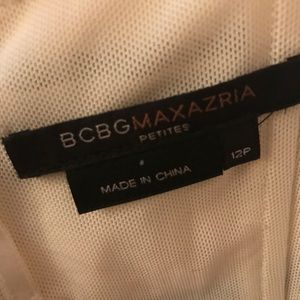 BCBGMAXAZRIA
PETITES
12P
MADE IN CHINA